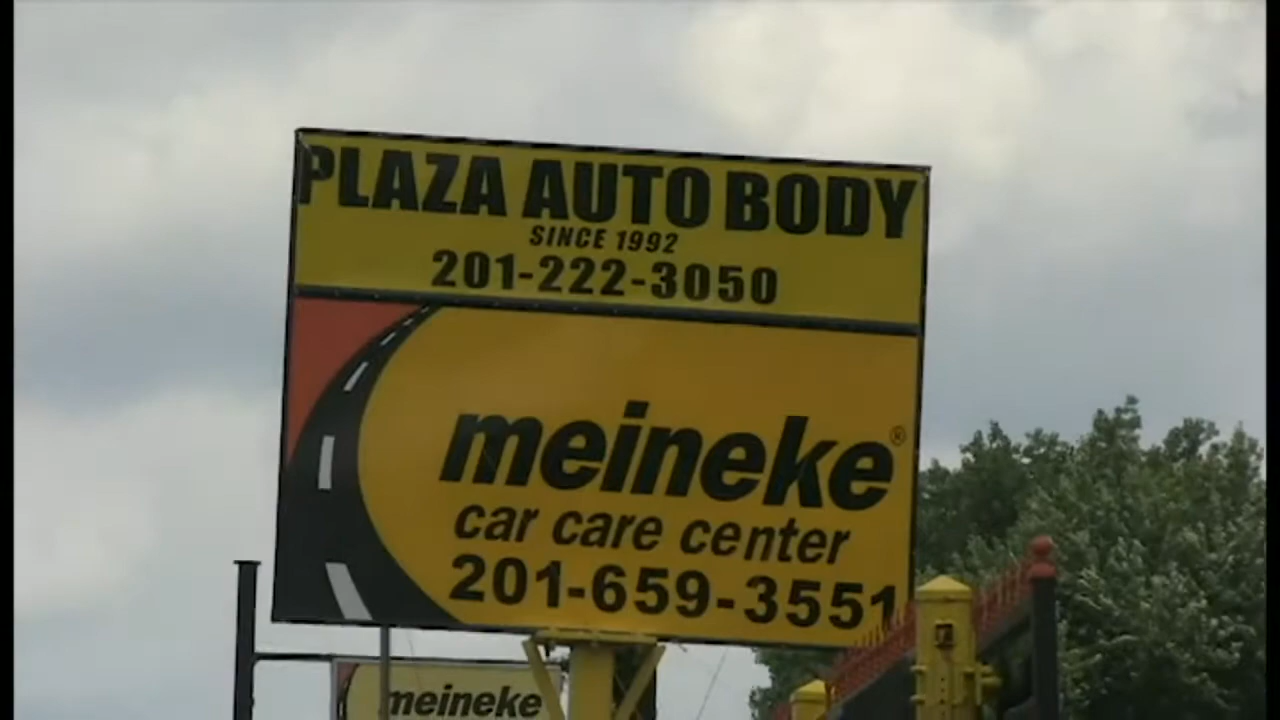 PLAZA AUTO BODY
SINCE 1992
201-222-3050
meineke®
car care center
201-659-3551
meineke